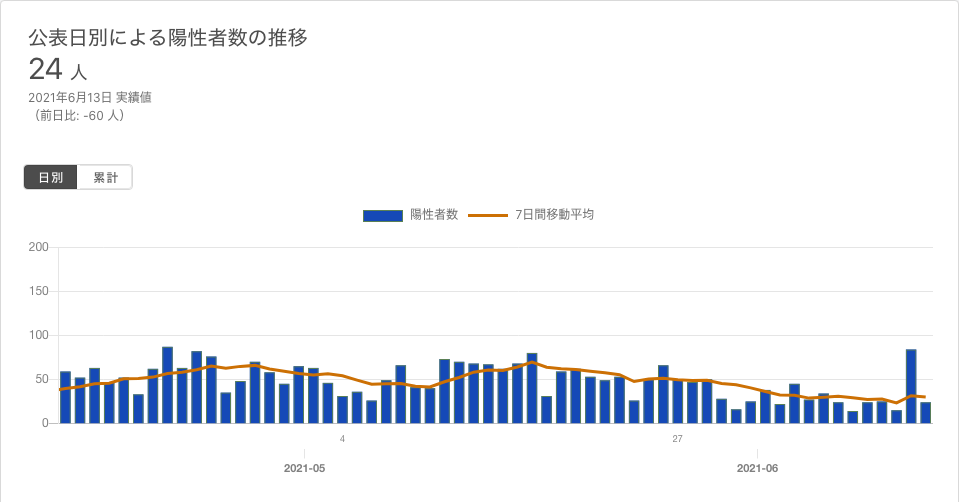 公表日別による陽性者数の推移
24 人
2021年6月13日 実績値
（前日比: -60 人）
日別 累計
陽性者数 7日間移動平均
200
150
100
50
0
4 27
2021-05 2021-06